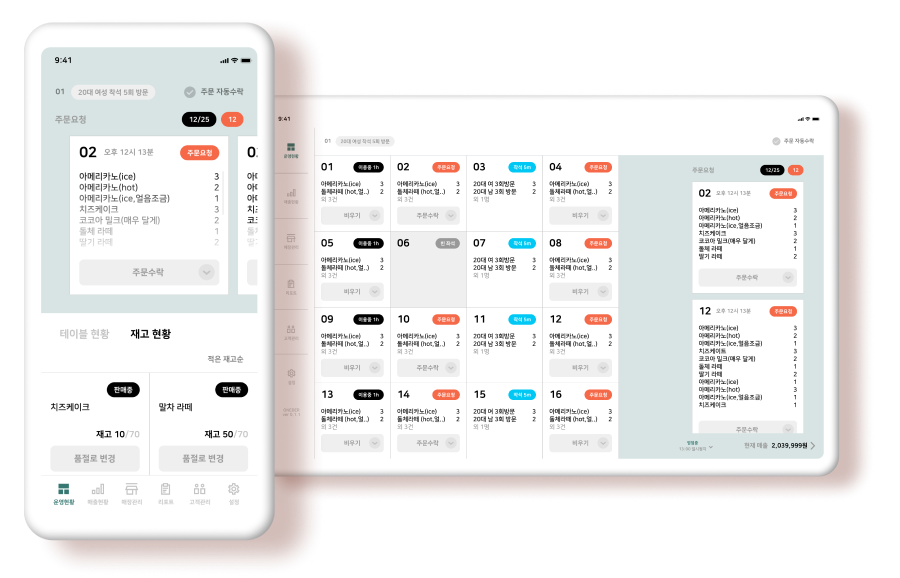 9:41
01 20대 여성 착석 5회 방문 주문 자동수락
주문요청 12/25 12
02 오후 12시 13분 주문요청
아메리카노(ice) 3
아메리카노(hot) 2
아메리카노(ice,얼음조금) 1
치즈케이크 3
코코아 밀크(매우 달게) 2
돌체 라떼 1
딸기 라떼 2
주문수락
테이블 현황 재고 현황
적은 재고순
판매중
치즈케이크
재고 10/70
품절로 변경
판매중
말차 라떼
재고 50/70
품절로 변경
운영현황 매출현황 매장관리 리포트 고객관리 설정
9:41
운영현황
매출현황
매장관리
리포트
고객관리
설정
01 20대 여성 착석 5회 방문 주문 자동수락
01 이용중 1h
아메리카노(ice) 3
돌체라떼 (hot,얼..) 2
외 3건
비우기
02 주문요청
아메리카노(ice) 3
돌체라떼 (hot,얼..) 2
외 3건
주문수락
03 착석 5m
20대 여 3회방문 3
20대 남 3회 방문 2
외 1명
04 주문요청
아메리카노(ice) 3
돌체라떼 (hot,얼..) 2
외 3건
비우기
05 이용중 1h
아메리카노(ice) 3
돌체라떼 (hot,얼..) 2
외 3건
비우기
06 빈 좌석
07 착석 5m
20대 여 3회방문 3
20대 남 3회 방문 2
외 1명
08 주문요청
아메리카노(ice) 3
돌체라떼 (hot,얼..) 2
외 3건
비우기
09 이용중 1h
아메리카노(ice) 3
돌체라떼 (hot,얼..) 2
외 3건
비우기
10 주문요청
아메리카노(ice) 3
돌체라떼 (hot,얼..) 2
외 3건
주문수락
11 착석 5m
20대 여 3회방문 3
20대 남 3회 방문 2
외 1명
12 주문요청
아메리카노(ice) 3
돌체라떼 (hot,얼..) 2
외 3건
비우기
13 이용중 1h
아메리카노(ice) 3
돌체라떼 (hot,얼..) 2
외 3건
비우기
14 주문요청
아메리카노(ice) 3
돌체라떼 (hot,얼..) 2
외 3건
주문수락
15 착석 5m
20대 여 3회방문 3
20대 남 3회 방문 2
외 1명
16 주문요청
아메리카노(ice) 3
돌체라떼 (hot,얼..) 2
외 3건
비우기
주문요청 12/25 12
02 오후 12시 13분 주문요청
아메리카노(ice) 3
아메리카노(hot) 2
아메리카노(ice,얼음조금) 1
치즈케이크 3
코코아 밀크(매우 달게) 2
돌체 라떼 1
딸기 라떼 2
주문수락
12 오후 12시 13분 주문요청
아메리카노(ice) 3
아메리카노(hot) 2
아메리카노(ice,얼음조금) 1
치즈케이트 3
코코아 밀크(매우 달게) 2
돌체 라떼 1
딸기 라떼 2
아메리카노(ice) 1
아메리카노(hot) 3
아메리카노(ice,얼음조금) 2
치즈케이크 1
주문수락
영업중
현재 매출 2,039,999원